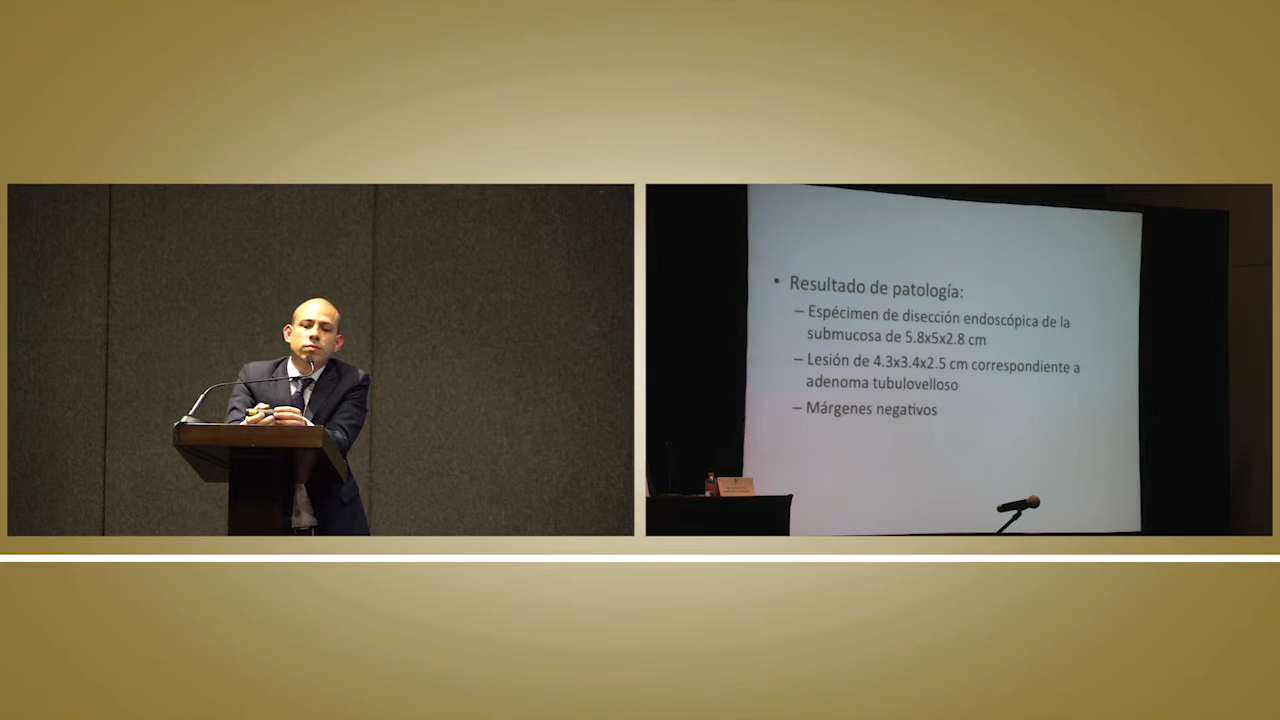 • Resultado de patología:
– Espécimen de disección endoscópica de la
submucosa de 5.8x5x2.8 cm
– Lesión de 4.3x3.4x2.5 cm correspondiente a
adenoma tubulovelloso
– Márgenes negativos